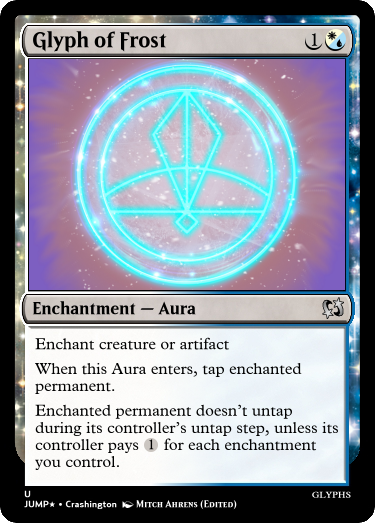 Glyph of Frost 1
Enchantment — Aura
Enchant creature or artifact
When this Aura enters, tap enchanted
permanent.
Enchanted permanent doesn't untap
during its controller's untap step, unless its
controller pays 1 for each enchantment
you control.
U GLYPHS
JUMP★ • Crashington Mitch Ahrens (Edited)